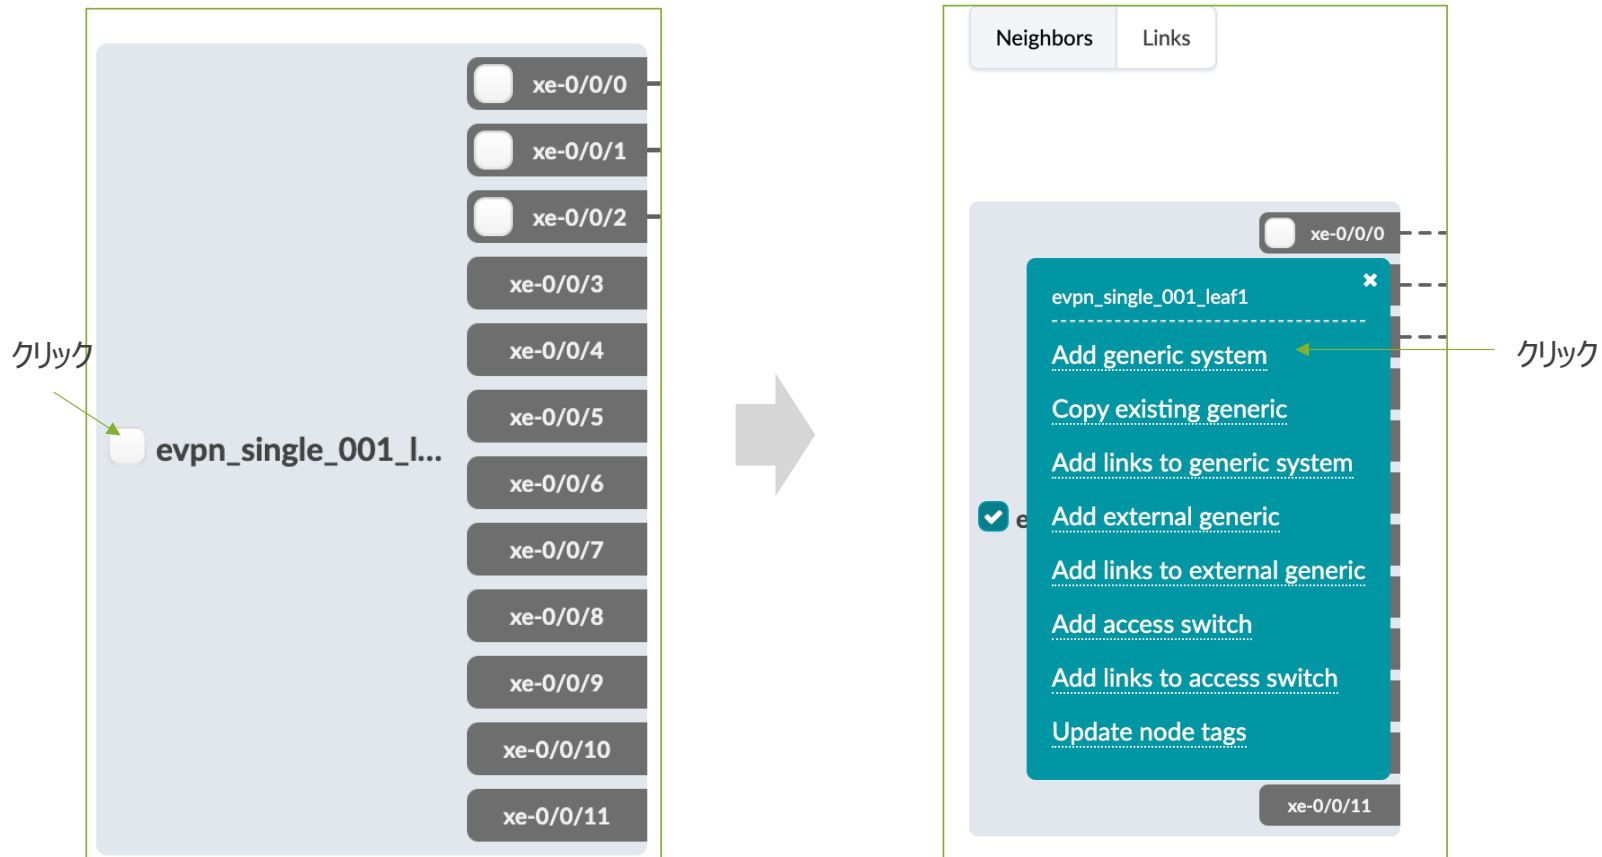 xe-0/0/0
xe-0/0/1
xe-0/0/2
xe-0/0/3
xe-0/0/4
クリック
xe-0/0/5
evpn_single_001_l...
xe-0/0/6
xe-0/0/7
xe-0/0/8
xe-0/0/9
xe-0/0/10
xe-0/0/11
Neighbors Links
xe-0/0/0
evpn_single_001_leaf1
Add generic system
クリック
Copy existing generic
Add links to generic system
e
Add external generic
Add links to external generic
Add access switch
Add links to access switch
Update node tags
xe-0/0/11